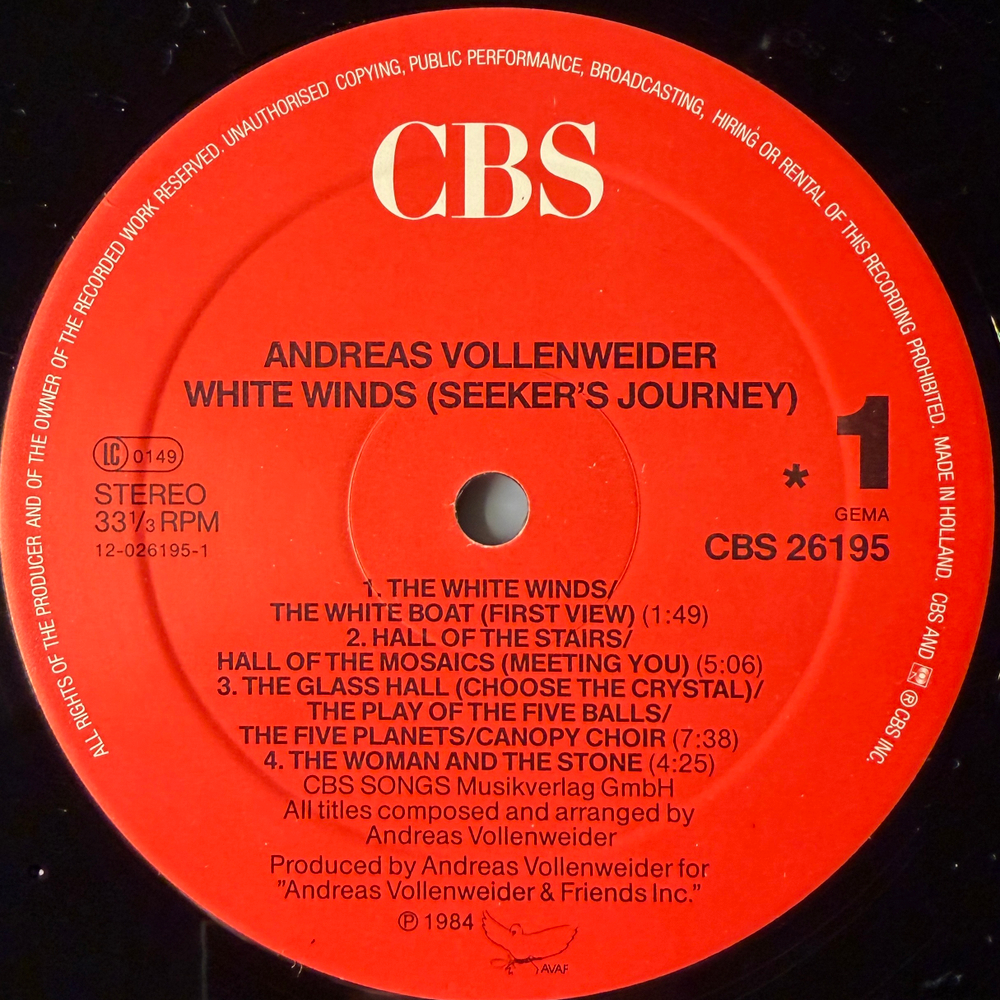 ALL RIGHTS OF THE PRODUCER AND OF THE OWNER OF THE RECORDED WORK RESERVED. UNAUTHORISED COPYING, PUBLIC PERFORMANCE, BROADCASTING, HIRING OR RENTAL OF THIS RECORDING PROHIBITED. MADE IN HOLLAND. CBS AND ® CBS INC.
CBS
ANDREAS VOLLENWEIDER
WHITE WINDS (SEEKER'S JOURNEY)
LC 0149
STEREO
33 1/3 RPM
12-026195-1
1
*
GEMA
CBS 26195
1. THE WHITE WINDS/
THE WHITE BOAT (FIRST VIEW) (1:49)
2. HALL OF THE STAIRS/
HALL OF THE MOSAICS (MEETING YOU) (5:06)
3. THE GLASS HALL (CHOOSE THE CRYSTAL)/
THE PLAY OF THE FIVE BALLS/
THE FIVE PLANETS/CANOPY CHOIR (7:38)
4. THE WOMAN AND THE STONE (4:25)
CBS SONGS Musikverlag GmbH
All titles composed and arranged by
Andreas Vollenweider
Produced by Andreas Vollenweider for
"Andreas Vollenweider & Friends Inc."
℗ 1984
AVAF